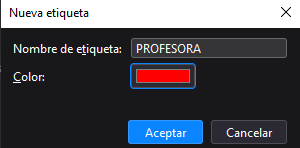 Nueva etiqueta
Nombre de etiqueta: PROFESORA
Color:
Aceptar Cancelar